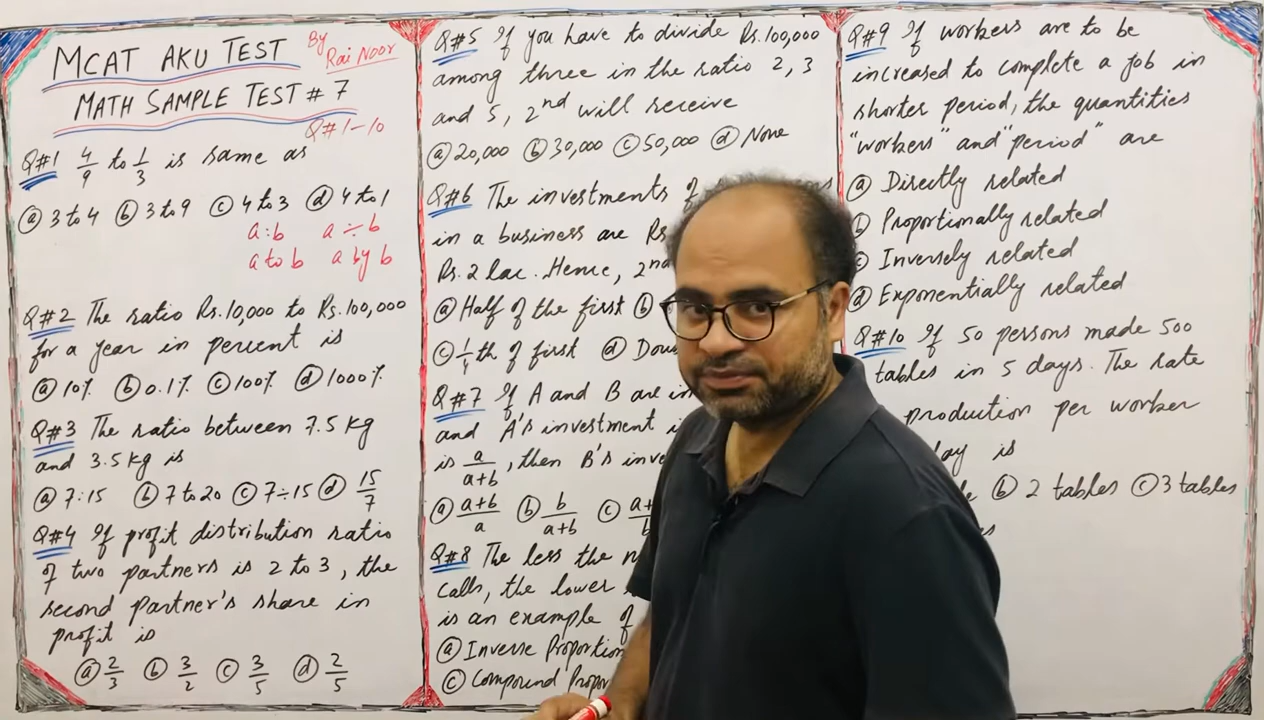 MCAT AKU TEST
By Rai Noor
MATH SAMPLE TEST # 7
Q#1-10
Q#1 4/9 to 1/3 is same as
ⓐ 3 to 4 ⓑ 3 to 9 ⓒ 4 to 3 ⓓ 4 to 1
a:b a÷b
a to b a by b
Q#2 The ratio Rs.10,000 to Rs.100,000
for a year in percent is
ⓐ 10% ⓑ 0.1% ⓒ 100% ⓓ 1000%
Q#3 The ratio between 7.5 kg
and 3.5 kg is
ⓐ 7:15 ⓑ 7 to 20 ⓒ 7÷15 ⓓ 15/7
Q#4 If profit distribution ratio
of two partners is 2 to 3, the
second partner's share in
profit is
ⓐ 2/3 ⓑ 3/2 ⓒ 3/5 ⓓ 2/5
Q#5 If you have to divide Rs.100,000
among three in the ratio 2, 3
and 5, 2nd will receive
ⓐ 20,000 ⓑ 30,000 ⓒ 50,000 ⓓ None
Q#6 The investments of
in a business are Rs
Rs. 2 lac. Hence, 2nd
ⓐ Half of the first ⓑ
ⓒ 1/4 th of first ⓓ
Q#7 If A and B are in
and A's investment
is a/a+b, then B's
ⓐ a+b/a ⓑ b/a+b ⓒ
Q#8 The less the
calls, the lower
is an example of
ⓐ Inverse
ⓒ Compound
Q#9 If workers are to be
increased to complete a job in
shorter period, the quantities
"workers" and "period" are
ⓐ Directly related
ⓑ Proportionally related
ⓒ Inversely related
ⓓ Exponentially related
Q#10 If 50 persons made 500
tables in 5 days. The rate
production per worker
is
ⓑ 2 tables ⓒ 3 tables